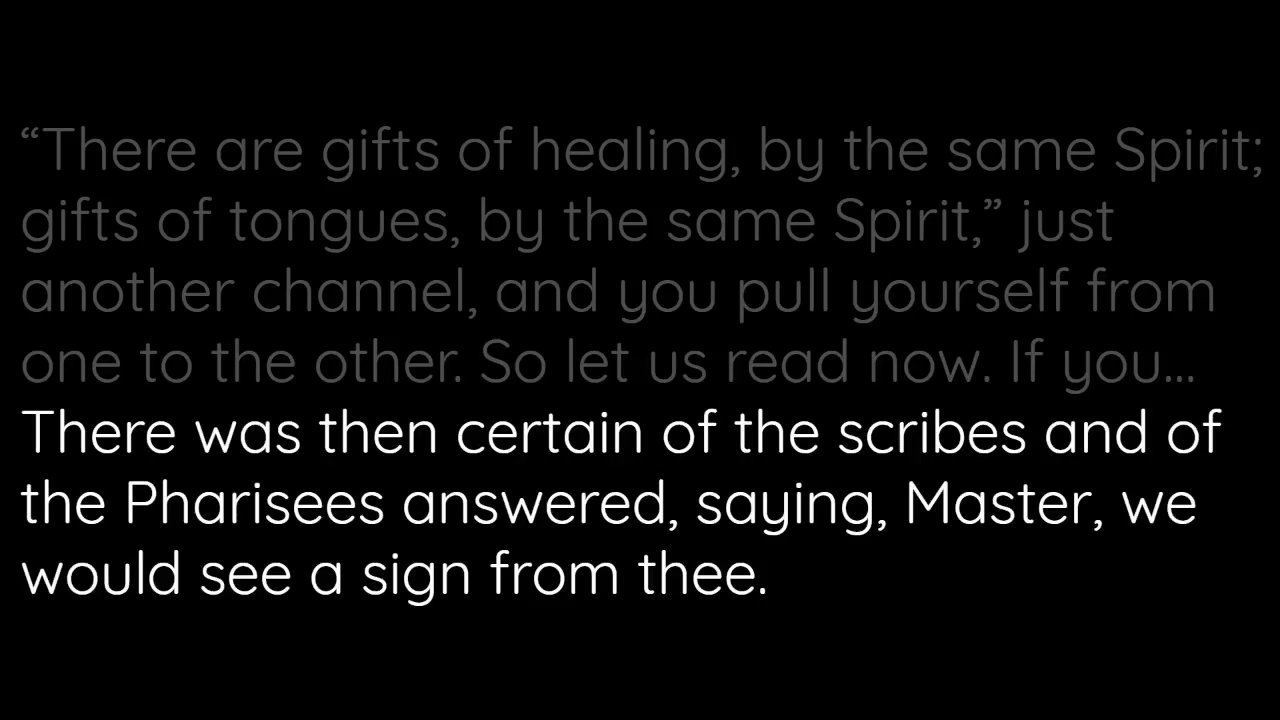 “There are gifts of healing, by the same Spirit;
gifts of tongues, by the same Spirit,” just
another channel, and you pull yourself from
one to the other. So let us read now. If you...
There was then certain of the scribes and of
the Pharisees answered, saying, Master, we
would see a sign from thee.